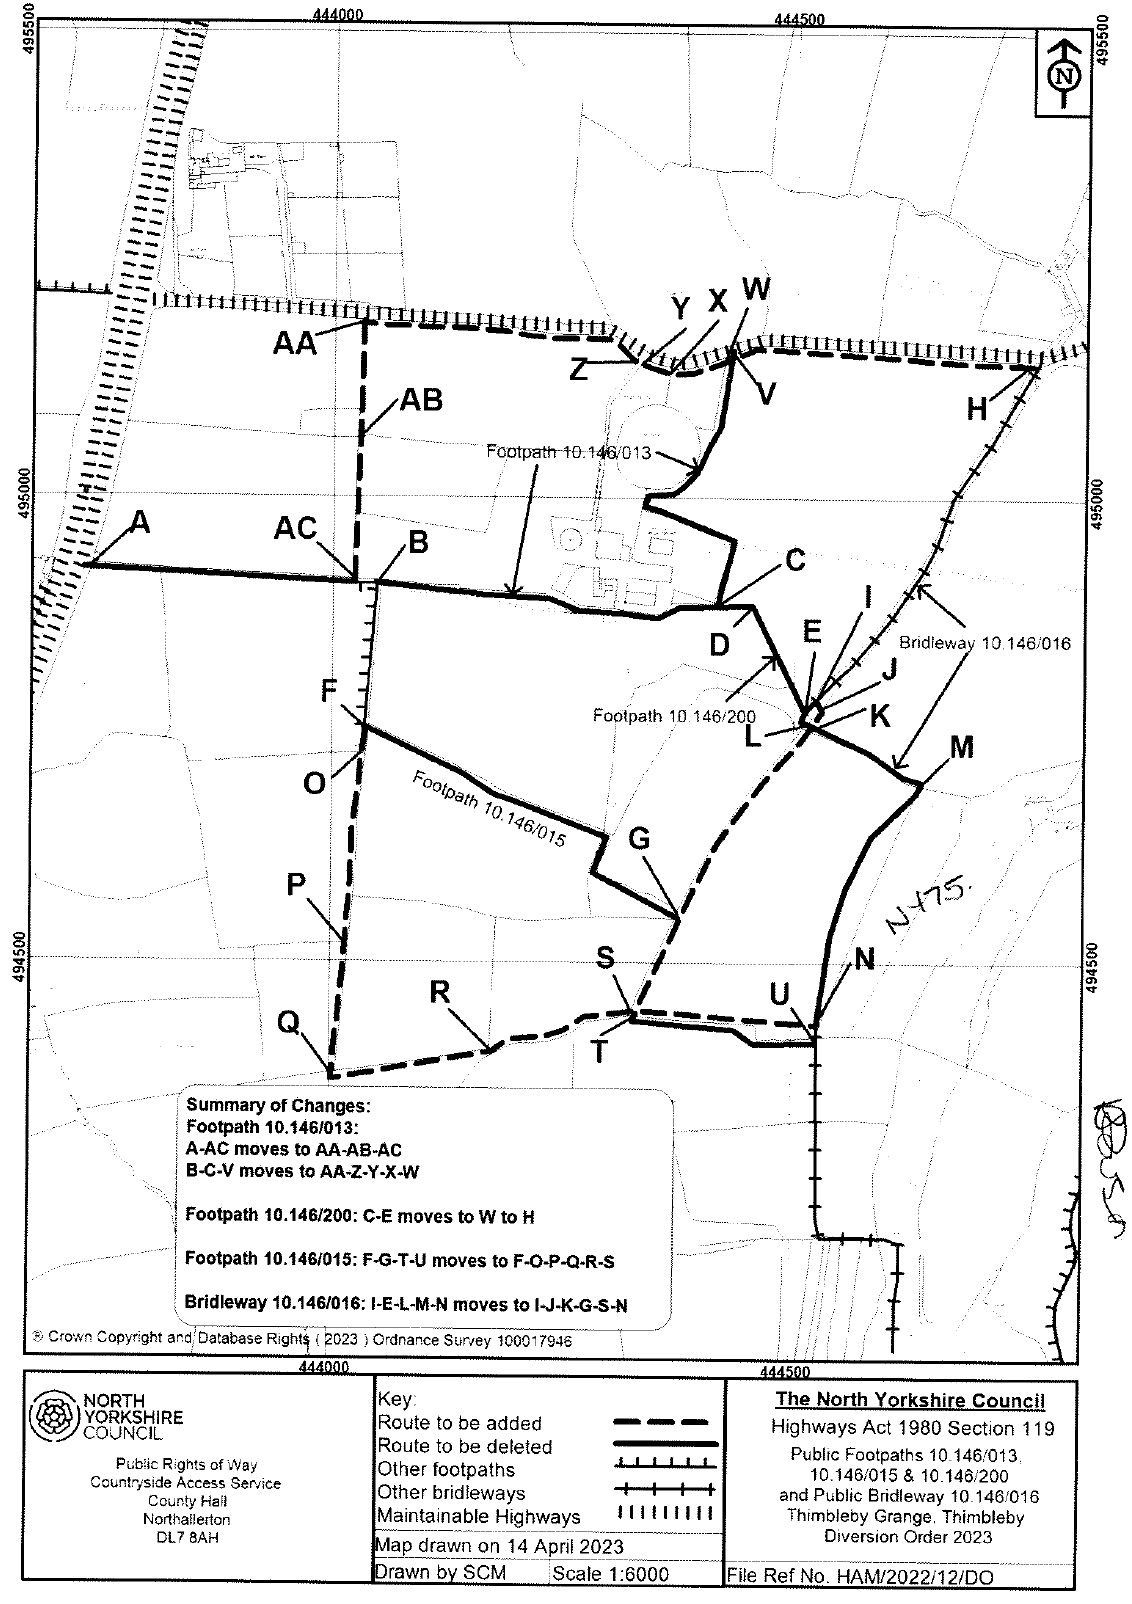 444000
444500
495500
495500
N
W
X
Y
AA
Z
V
H
AB
Footpath 10.146/013
495000
495000
A
AC
B
C
I
D
E
Bridleway 10.146/016
J
F
Footpath 10.146/200
K
L
M
O
Footpath 10.146/015
G
P
N475.
494500
494500
S
N
R
U
Q
T
Summary of Changes:
Footpath 10.146/013:
A-AC moves to AA-AB-AC
B-C-V moves to AA-Z-Y-X-W
Footpath 10.146/200: C-E moves to W to H
Footpath 10.146/015: F-G-T-U moves to F-O-P-Q-R-S
Bridleway 10.146/016: I-E-L-M-N moves to I-J-K-G-S-N
® Crown Copyright and Database Rights ( 2023 ) Ordnance Survey 100017946
444000
444500
NORTH
YORKSHIRE
COUNCIL
Public Rights of Way
Countryside Access Service
County Hall
Northallerton
DL7 8AH
Key:
Route to be added
Route to be deleted
Other footpaths
Other bridleways
Maintainable Highways
Map drawn on 14 April 2023
Drawn by SCM
Scale 1:6000
The North Yorkshire Council
Highways Act 1980 Section 119
Public Footpaths 10.146/013,
10.146/015 & 10.146/200
and Public Bridleway 10.146/016
Thimbleby Grange, Thimbleby
Diversion Order 2023
File Ref No. HAM/2022/12/DO